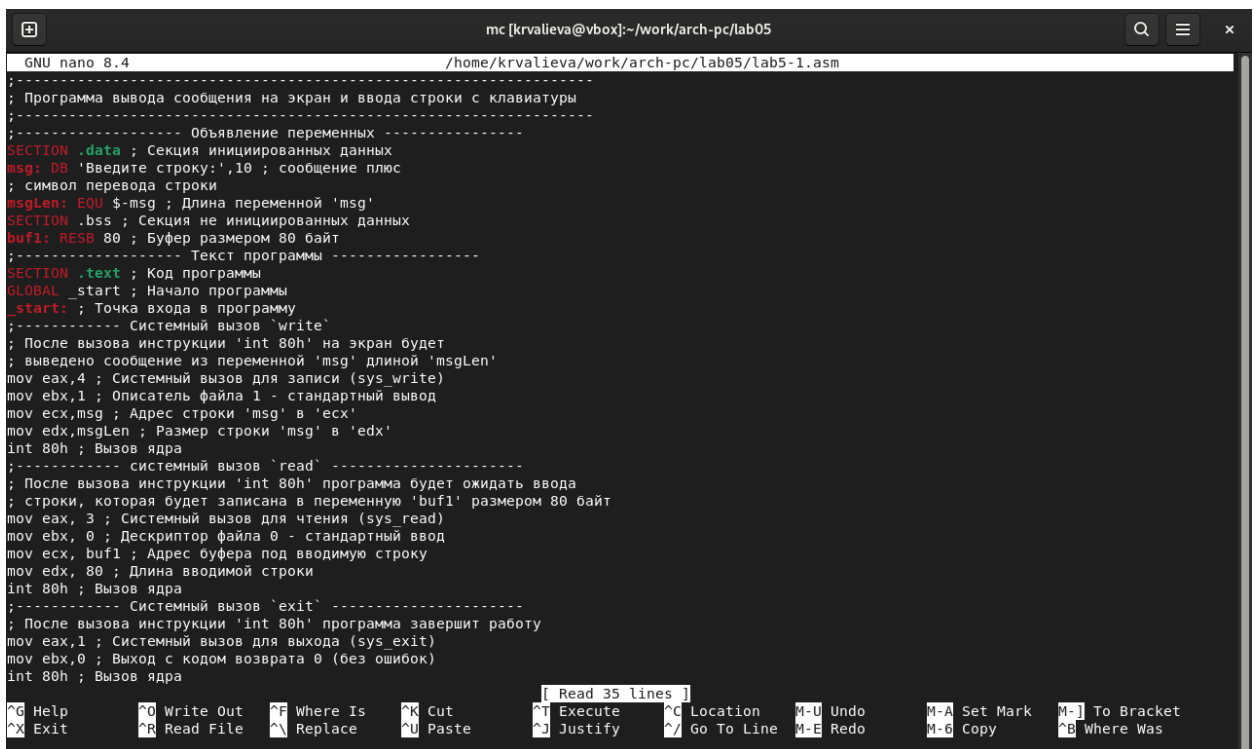 mc [krvalieva@vbox]:~/work/arch-pc/lab05
GNU nano 8.4 /home/krvalieva/work/arch-pc/lab05/lab5-1.asm
;------------------------------------------------------------------
; Программа вывода сообщения на экран и ввода строки с клавиатуры
;------------------------------------------------------------------
;------------------- Объявление переменных ----------------
SECTION .data ; Секция инициированных данных
msg: DB 'Введите строку:',10 ; сообщение плюс
; символ перевода строки
msgLen: EQU $-msg ; Длина переменной 'msg'
SECTION .bss ; Секция не инициированных данных
buf1: RESB 80 ; Буфер размером 80 байт
;------------------- Текст программы -----------------
SECTION .text ; Код программы
GLOBAL _start ; Начало программы
_start: ; Точка входа в программу
;------------ Системный вызов `write`
; После вызова инструкции 'int 80h' на экран будет
; выведено сообщение из переменной 'msg' длиной 'msgLen'
mov eax,4 ; Системный вызов для записи (sys_write)
mov ebx,1 ; Описатель файла 1 - стандартный вывод
mov ecx,msg ; Адрес строки 'msg' в 'ecx'
mov edx,msgLen ; Размер строки 'msg' в 'edx'
int 80h ; Вызов ядра
;------------ системный вызов `read` ----------------------
; После вызова инструкции 'int 80h' программа будет ожидать ввода
; строки, которая будет записана в переменную 'buf1' размером 80 байт
mov eax, 3 ; Системный вызов для чтения (sys_read)
mov ebx, 0 ; Дескриптор файла 0 - стандартный ввод
mov ecx, buf1 ; Адрес буфера под вводимую строку
mov edx, 80 ; Длина вводимой строки
int 80h ; Вызов ядра
;------------ Системный вызов `exit` ----------------------
; После вызова инструкции 'int 80h' программа завершит работу
mov eax,1 ; Системный вызов для выхода (sys_exit)
mov ebx,0 ; Выход с кодом возврата 0 (без ошибок)
int 80h ; Вызов ядра
[ Read 35 lines ]
^G Help ^O Write Out ^F Where Is ^K Cut ^T Execute ^C Location M-U Undo M-A Set Mark M-] To Bracket
^X Exit ^R Read File ^\ Replace ^U Paste ^J Justify ^/ Go To Line M-E Redo M-6 Copy ^B Where Was